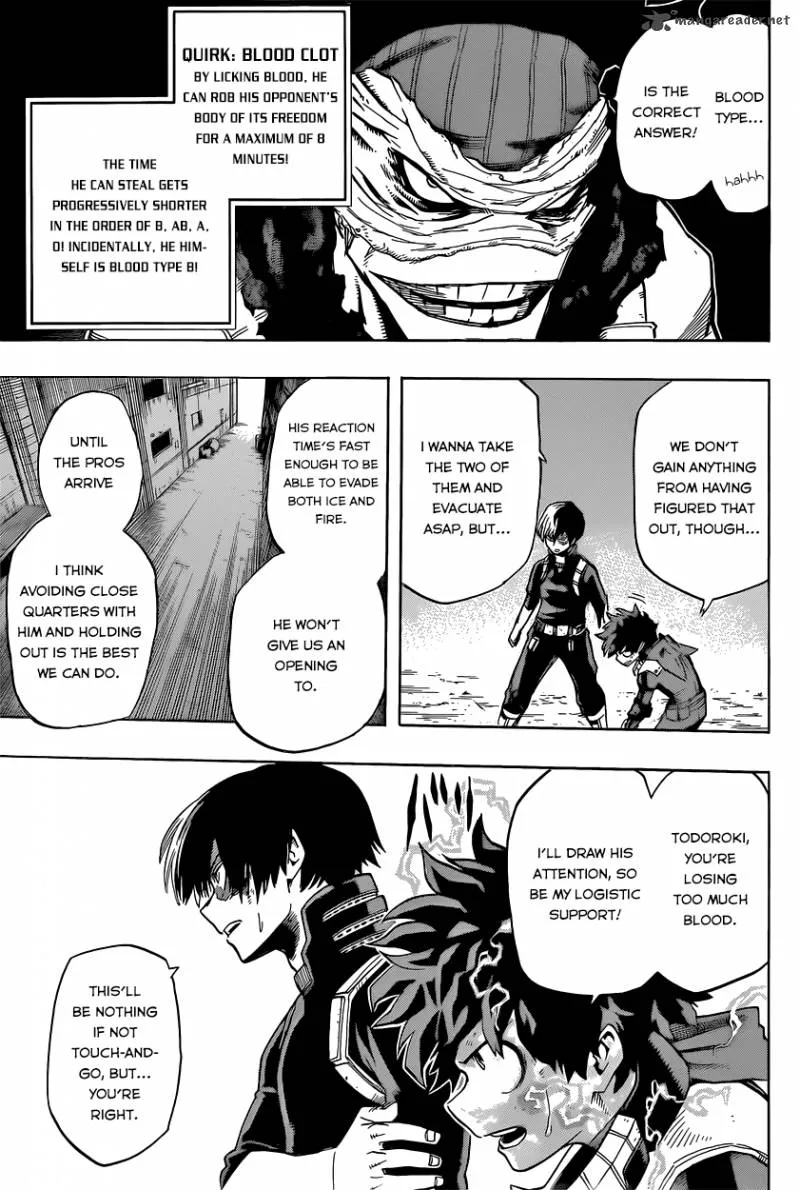 mangareader.net
BLOOD
TYPE...
hahhh
IS THE
CORRECT
ANSWER!
QUIRK: BLOOD CLOT
BY LICKING BLOOD, HE
CAN ROB HIS OPPONENT'S
BODY OF ITS FREEDOM
FOR A MAXIMUM OF 8
MINUTES!
THE TIME
HE CAN STEAL GETS
PROGRESSIVELY SHORTER
IN THE ORDER OF B, AB, A,
O! INCIDENTALLY, HE HIM-
SELF IS BLOOD TYPE B!
WE DON'T
GAIN ANYTHING
FROM HAVING
FIGURED THAT
OUT, THOUGH...
I WANNA TAKE
THE TWO OF
THEM AND
EVACUATE
ASAP, BUT...
HIS REACTION
TIME'S FAST
ENOUGH TO BE
ABLE TO EVADE
BOTH ICE AND
FIRE.
HE WON'T
GIVE US AN
OPENING
TO.
UNTIL
THE PROS
ARRIVE
I THINK
AVOIDING CLOSE
QUARTERS WITH
HIM AND HOLDING
OUT IS THE BEST
WE CAN DO.
TODOROKI,
YOU'RE
LOSING
TOO MUCH
BLOOD.
I'LL DRAW HIS
ATTENTION, SO
BE MY LOGISTIC
SUPPORT!
THIS'LL
BE NOTHING
IF NOT
TOUCH-AND-
GO, BUT...
YOU'RE
RIGHT.